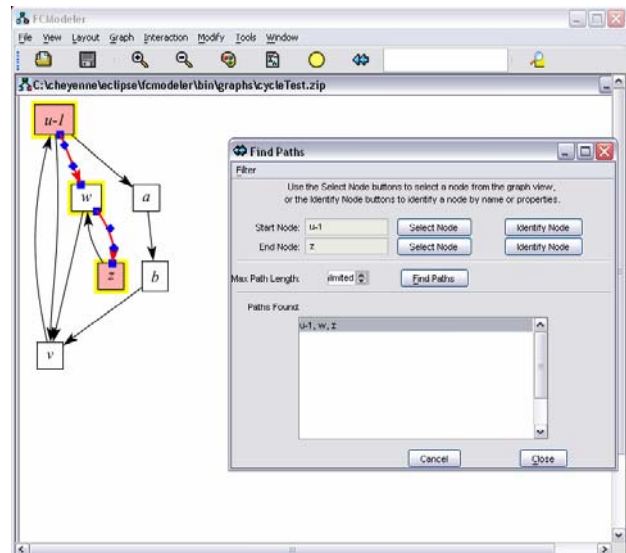 FCModeler
File View Layout Graph Interaction Modify Tools Window
C:\cheyenne\eclipse\fcmodeler\bin\graphs\cycleTest.zip
u-1
w
a
z
b
v
Find Paths
Filter
Use the Select Node buttons to select a node from the graph view,
or the Identify Node buttons to identify a node by name or properties.
Start Node: u-1 Select Node Identify Node
End Node: z Select Node Identify Node
Max Path Length: limited Find Paths
Paths Found:
u-1, w, z
Cancel Close